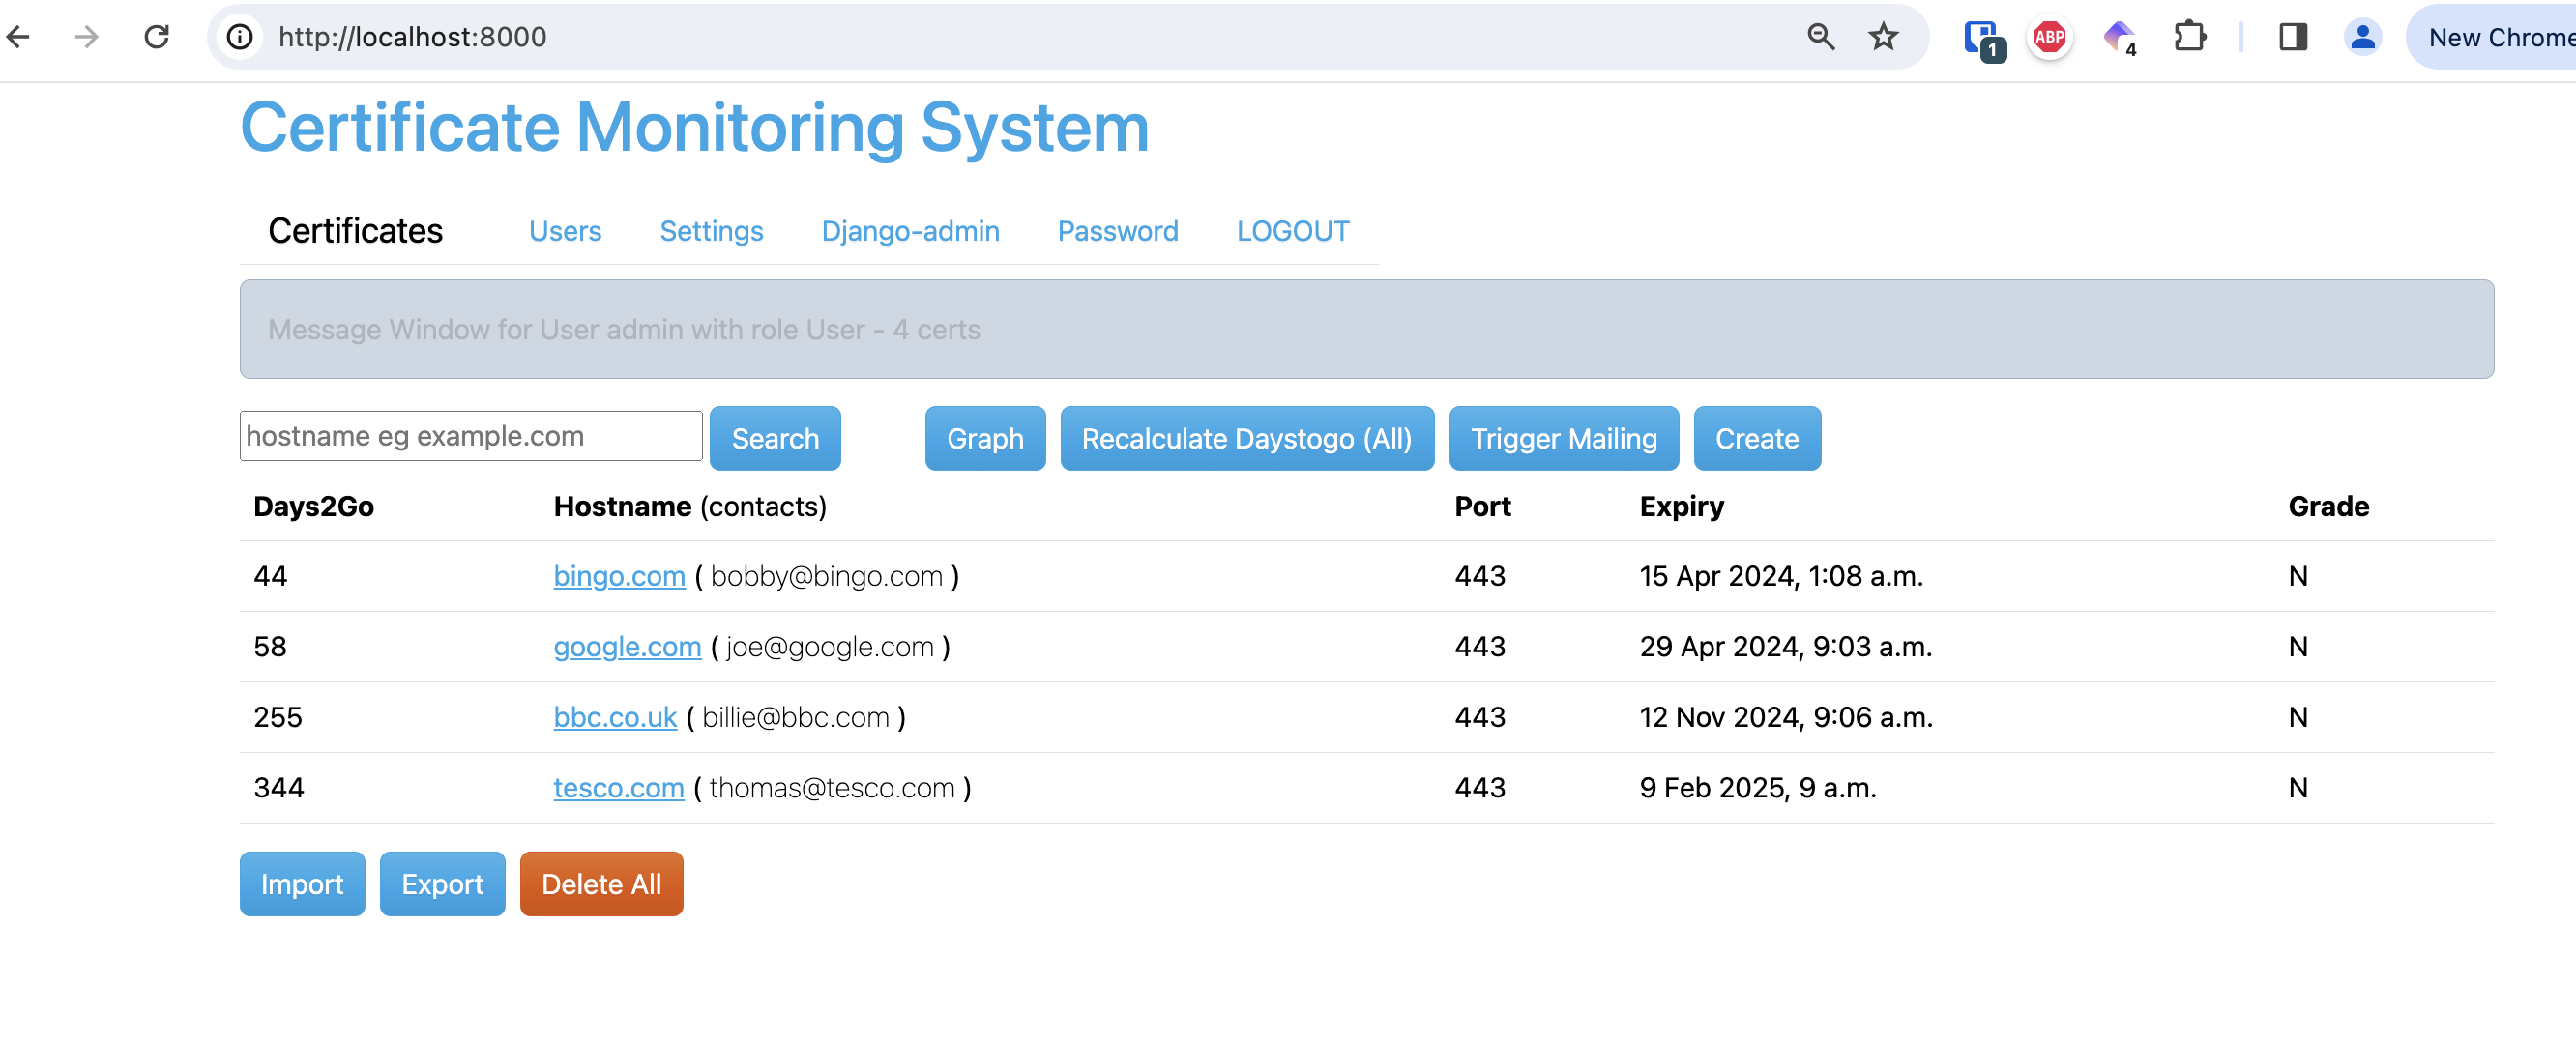 http://localhost:8000 1 ABP 4 New Chrome
Certificate Monitoring System
Certificates Users Settings Django-admin Password LOGOUT
Message Window for User admin with role User - 4 certs
hostname eg example.com Search Graph Recalculate Daystogo (All) Trigger Mailing Create
Days2Go Hostname (contacts) Port Expiry Grade
44 bingo.com ( bobby@bingo.com ) 443 15 Apr 2024, 1:08 a.m. N
58 google.com ( joe@google.com ) 443 29 Apr 2024, 9:03 a.m. N
255 bbc.co.uk ( billie@bbc.com ) 443 12 Nov 2024, 9:06 a.m. N
344 tesco.com ( thomas@tesco.com ) 443 9 Feb 2025, 9 a.m. N
Import Export Delete All